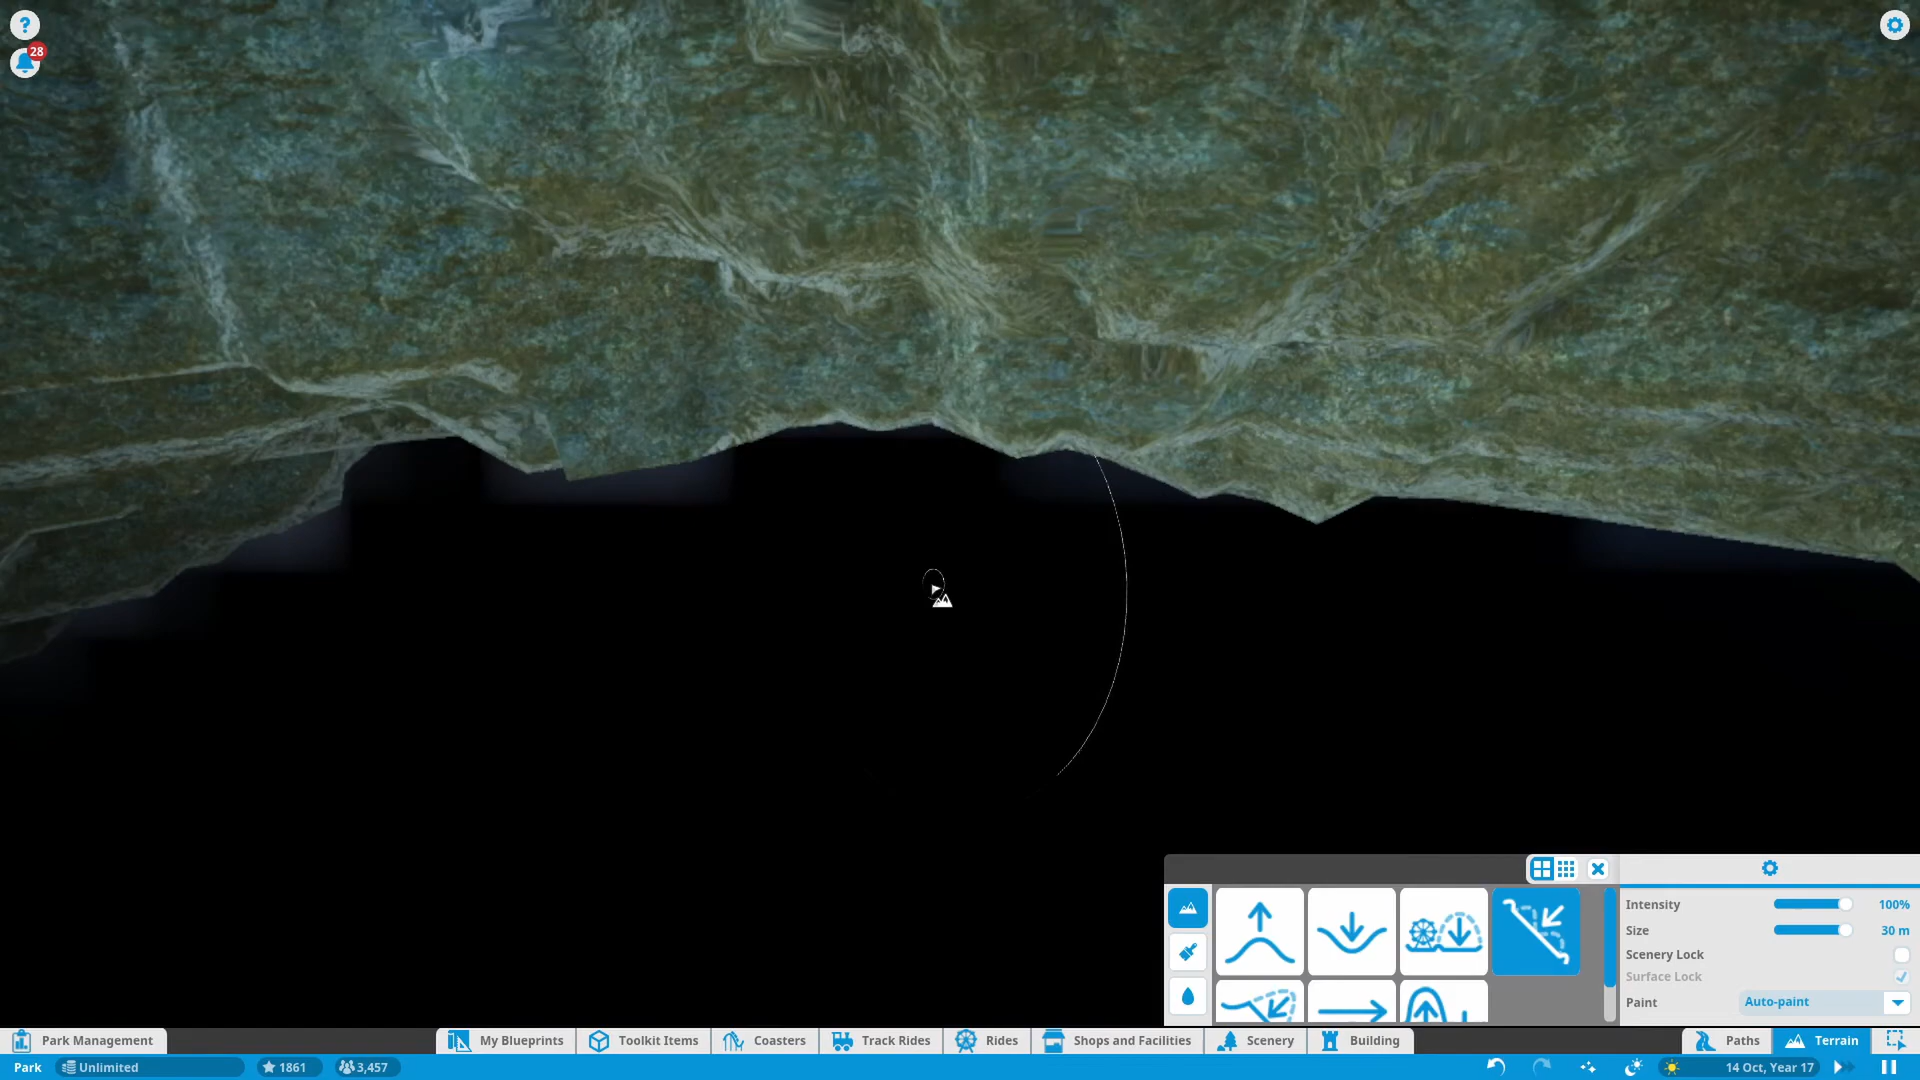 ?
28
Intensity 100%
Size 30 m
Scenery Lock
Surface Lock
Paint Auto-paint
Park Management
My Blueprints
Toolkit Items
Coasters
Track Rides
Rides
Shops and Facilities
Scenery
Building
Paths
Terrain
Park
Unlimited
1861
3,457
14 Oct, Year 17